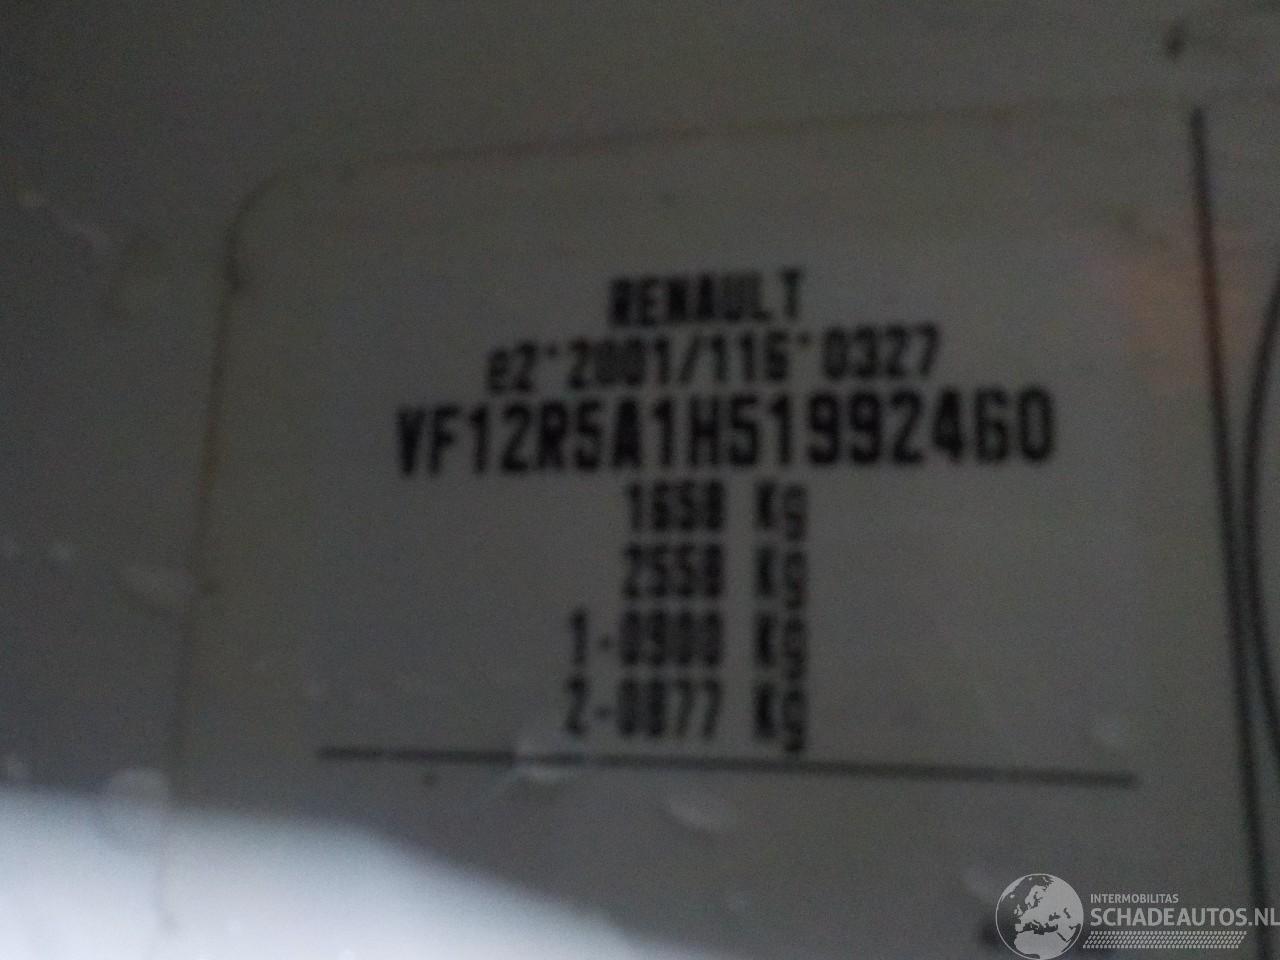 RENAULT
e2*2001/116*0327
VF12R5A1H51992460
1658 Kg
2558 Kg
1-0900 Kg
2-0877 Kg
INTERMOBILITAS
SCHADEAUTOS.NL